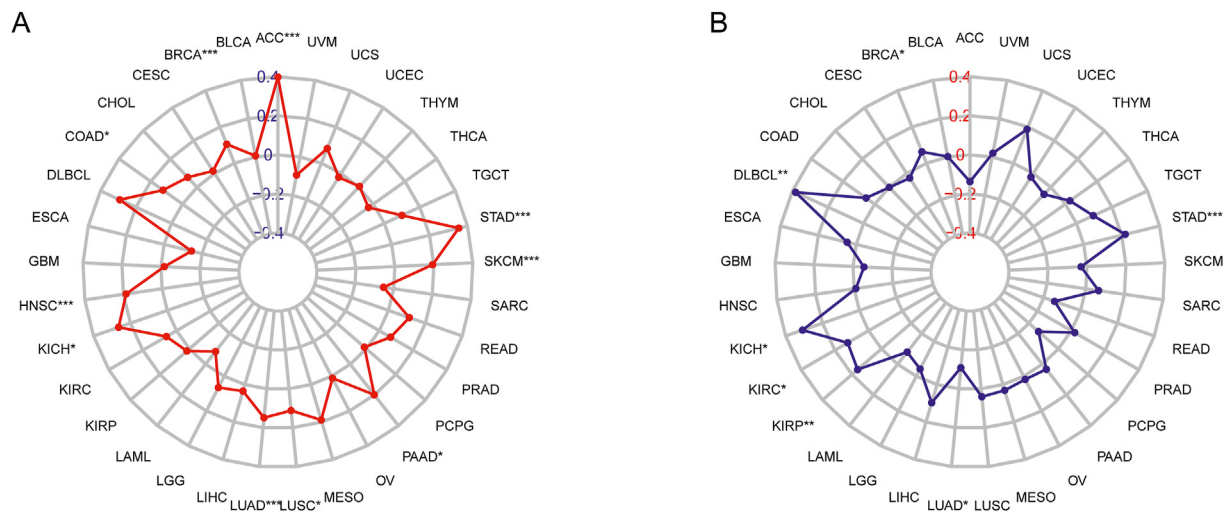 A
ACC***
UVM
UCS
UCEC
THYM
THCA
TGCT
STAD***
SKCM***
SARC
READ
PRAD
PCPG
PAAD*
OV
MESO
LUSC*
LUAD***
LIHC
LGG
LAML
KIRP
KIRC
KICH*
HNSC***
GBM
ESCA
DLBCL
COAD*
CHOL
CESC
BRCA***
BLCA
0.4
0.2
0
−0.2
−0.4
B
ACC
UVM
UCS
UCEC
THYM
THCA
TGCT
STAD***
SKCM
SARC
READ
PRAD
PCPG
PAAD
OV
MESO
LUSC
LUAD*
LIHC
LGG
LAML
KIRP**
KIRC*
KICH*
HNSC
GBM
ESCA
DLBCL**
COAD
CHOL
CESC
BRCA*
BLCA
0.4
0.2
0
−0.2
−0.4